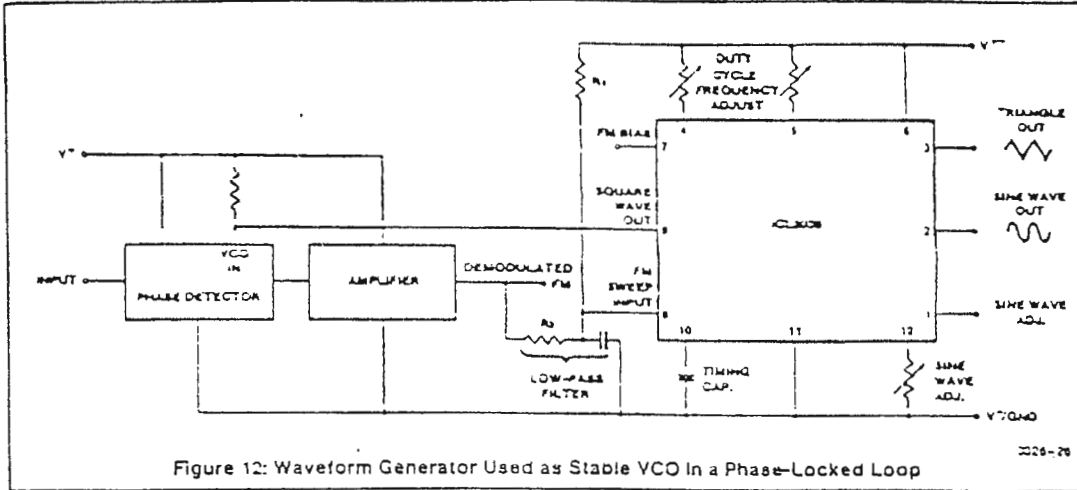 R₁
DUTY
CYCLE
FREQUENCY
ADJUST
4
5
6
FM BIAS
7
3
TRIANGLE
OUT
SQUARE
WAVE
OUT
9
2
SINE WAVE
OUT
VCO
IN
INPUT
PHASE DETECTOR
AMPLIFIER
DEMODULATED
FM
FM
SWEEP
INPUT
8
1
SINE WAVE
ADJ.
10
11
12
R₂
LOW-PASS
FILTER
TIMING
CAP.
SINE
WAVE
ADJ.
Figure 12: Waveform Generator Used as Stable VCO In a Phase-Locked Loop